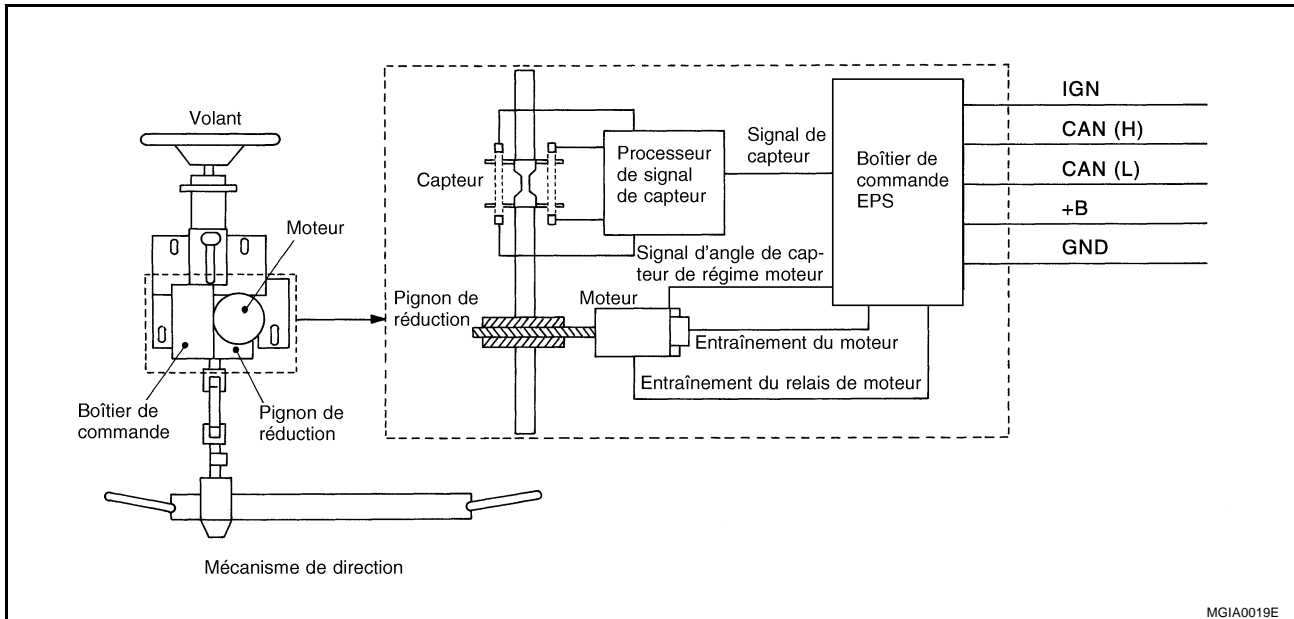 Volant
Moteur
Boîtier de
commande
Pignon de
réduction
Mécanisme de direction
Capteur
Processeur
de signal
de capteur
Signal de
capteur
Boîtier de
commande
EPS
Signal d'angle de cap-
teur de régime moteur
Pignon de
réduction
Moteur
Entraînement du moteur
Entraînement du relais de moteur
IGN
CAN (H)
CAN (L)
+B
GND
MGIA0019E